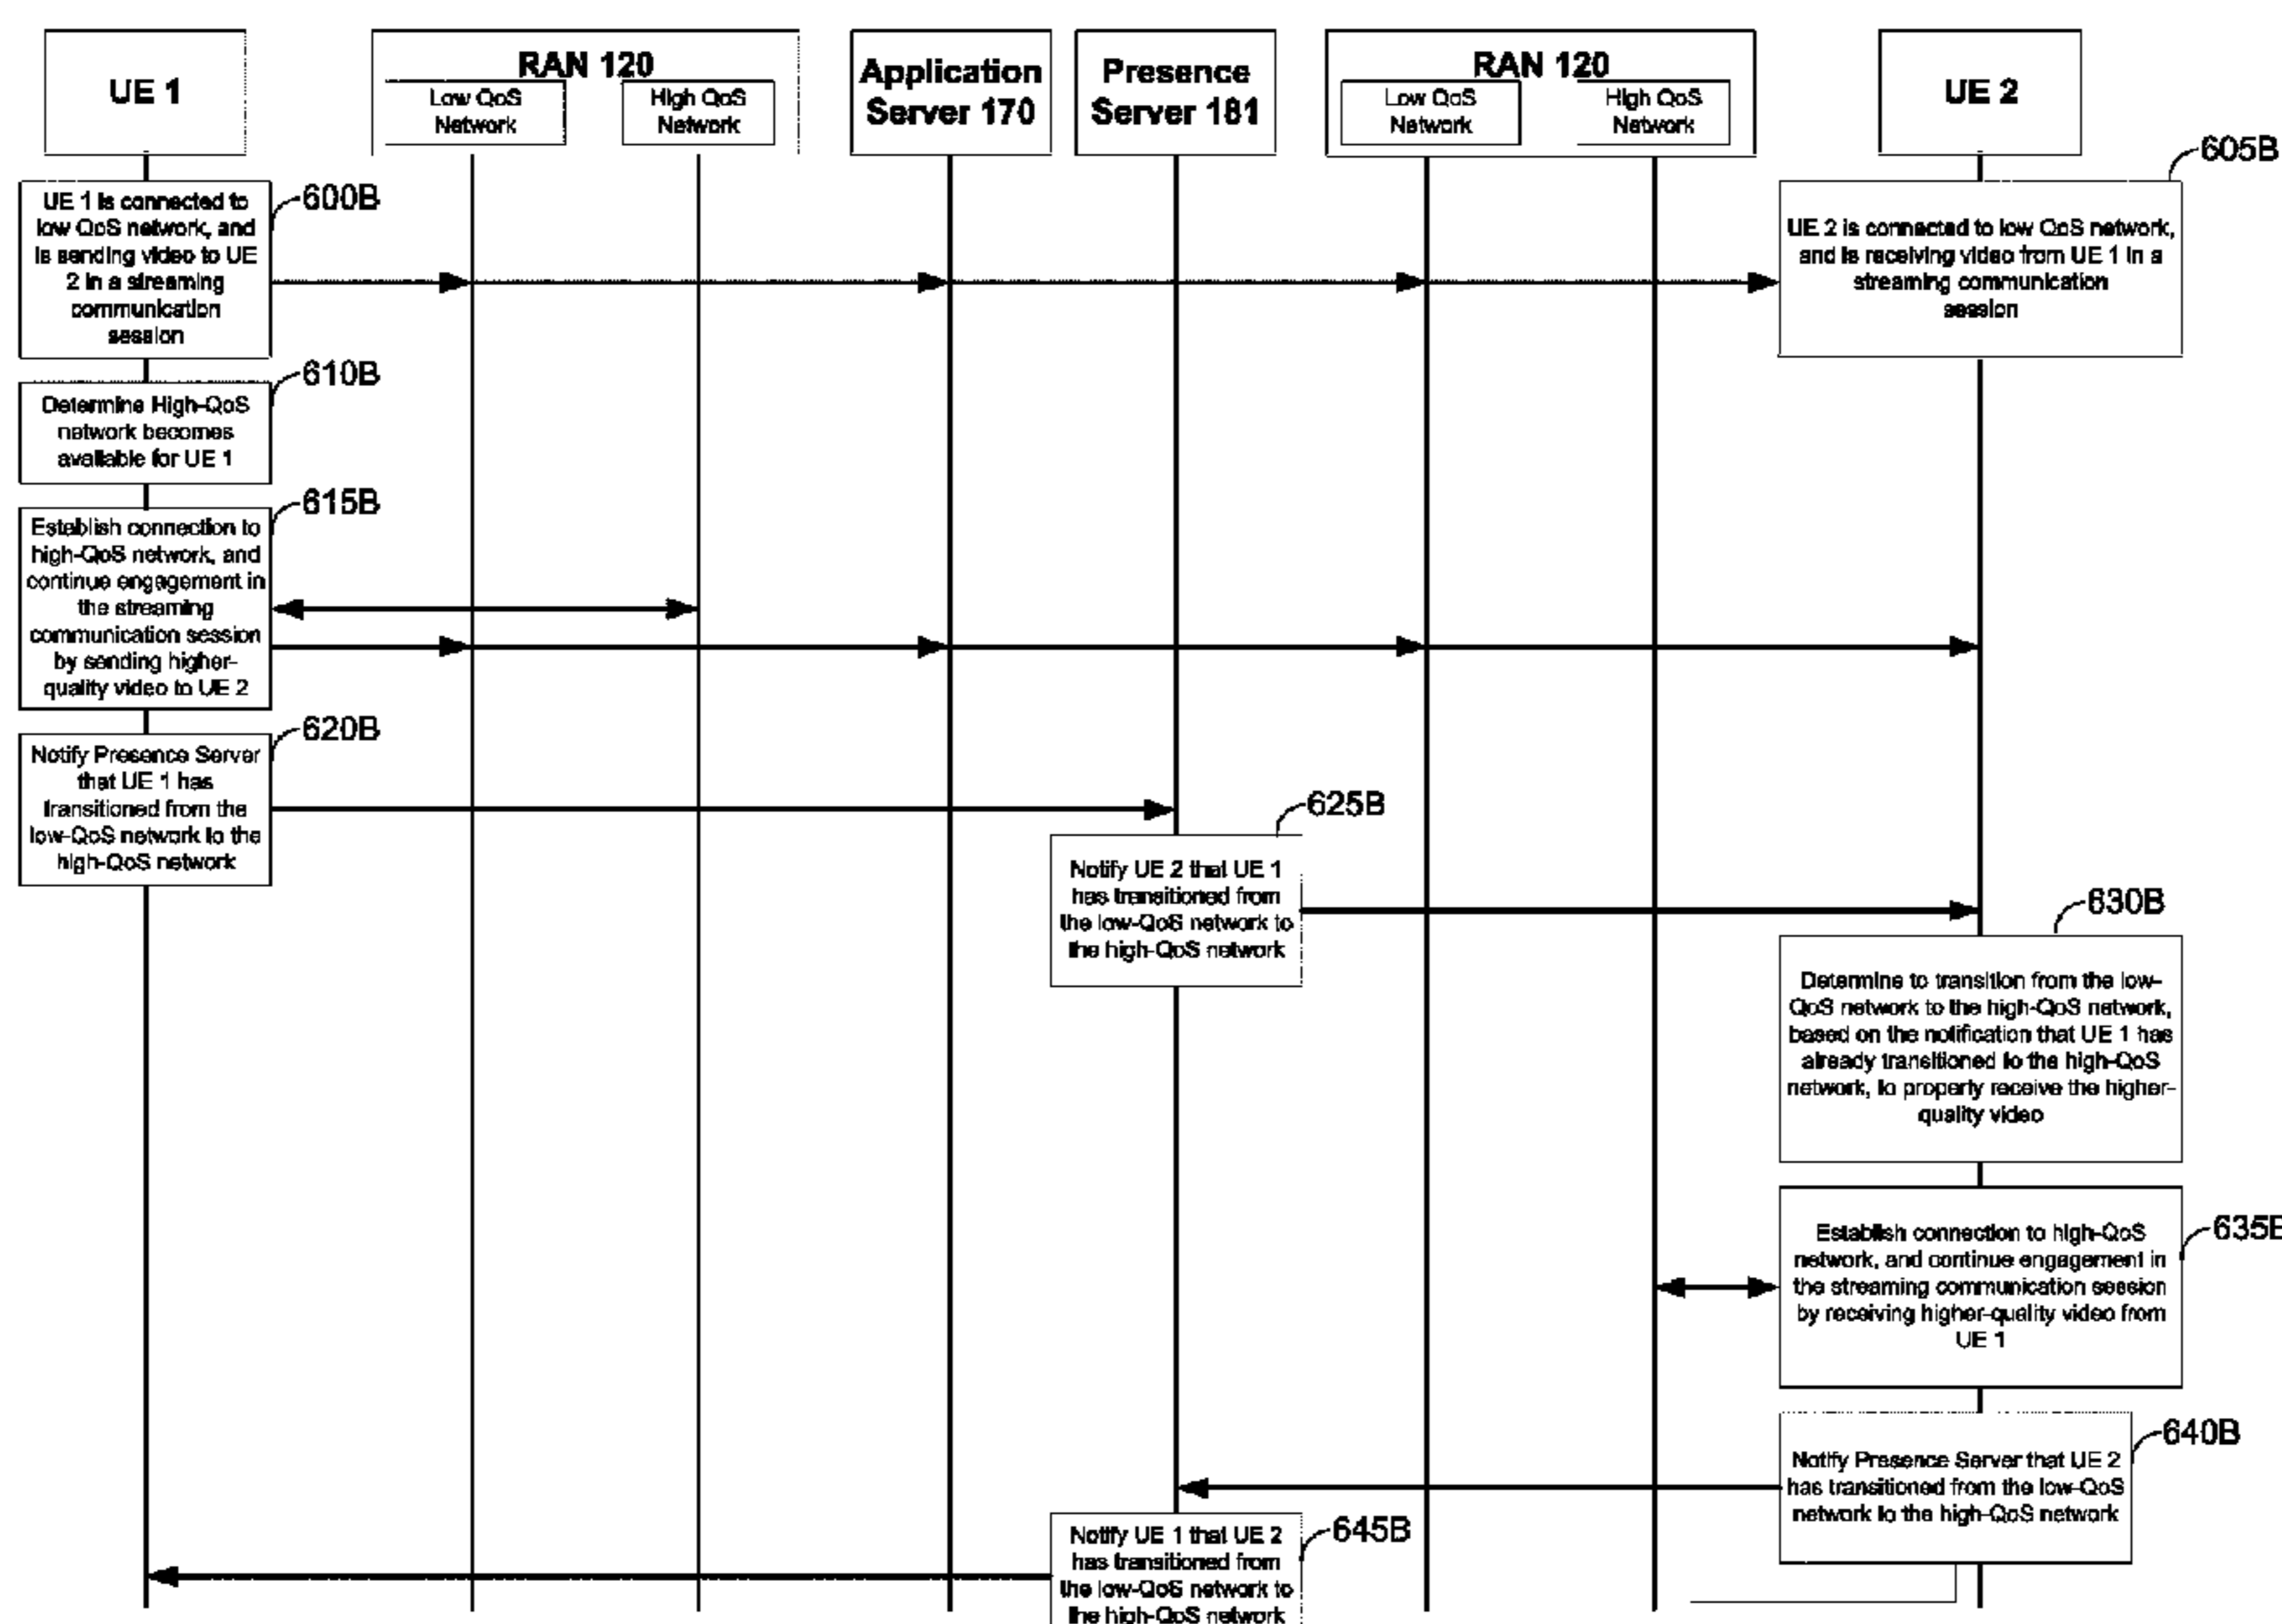 UE 1
RAN 120
Low QoS
Network
High QoS
Network
Application
Server 170
Presence
Server 181
RAN 120
Low QoS
Network
High QoS
Network
UE 2
605B
UE 1 is connected to
low QoS network, and
is sending video to UE
2 in a streaming
communication
session
600B
UE 2 is connected to low QoS network,
and is receiving video from UE 1 in a
streaming communication
session
610B
Determine High-QoS
network becomes
available for UE 1
615B
Establish connection to
high-QoS network, and
continue engagement in
the streaming
communication session
by sending higher-
quality video to UE 2
620B
Notify Presence Server
that UE 1 has
transitioned from the
low-QoS network to the
high-QoS network
625B
Notify UE 2 that UE 1
has transitioned from
the low-QoS network to
the high-QoS network
630B
Determine to transition from the low-
QoS network to the high-QoS network,
based on the notification that UE 1 has
already transitioned to the high-QoS
network, to properly receive the higher-
quality video
635B
Establish connection to high-QoS
network, and continue engagement in
the streaming communication session
by receiving higher-quality video from
UE 1
640B
Notify Presence Server that UE 2
has transitioned from the low-QoS
network to the high-QoS network
645B
Notify UE 1 that UE 2
has transitioned from
the low-QoS network to
the high-QoS network